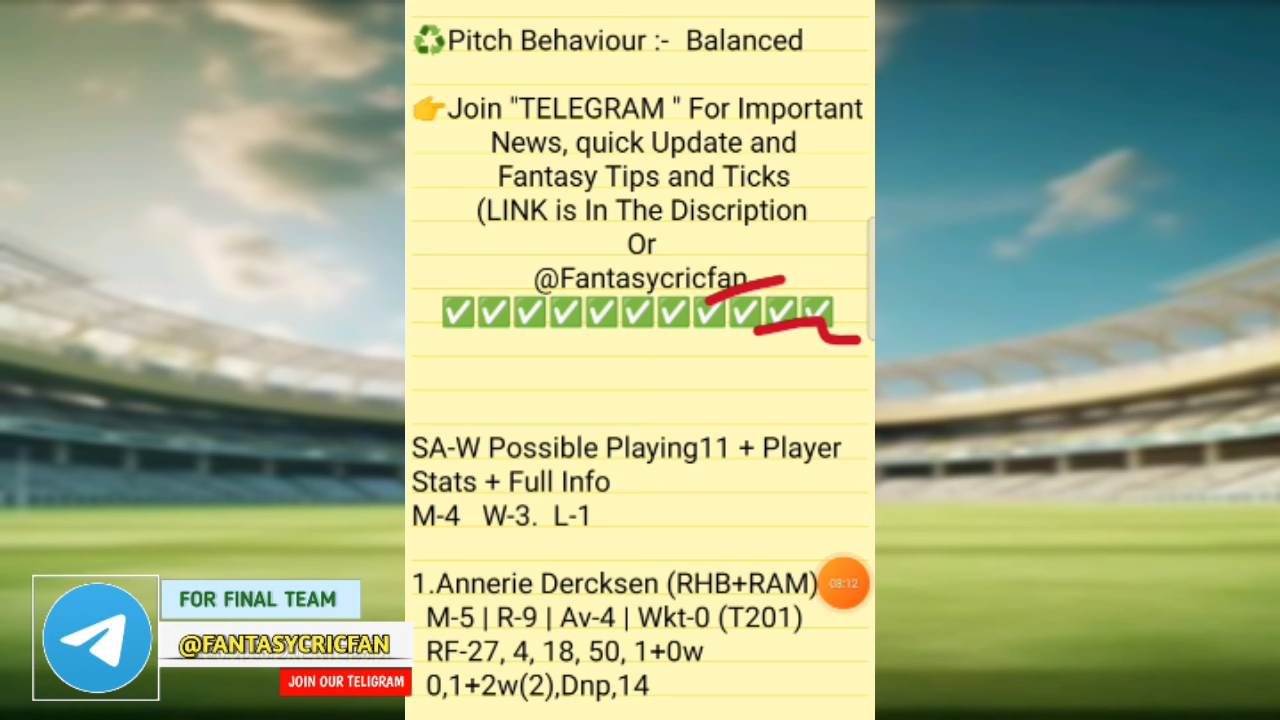 ♻️Pitch Behaviour :- Balanced
👉Join "TELEGRAM " For Important
News, quick Update and
Fantasy Tips and Ticks
(LINK is In The Discription
Or
@Fantasycricfan
✅✅✅✅✅✅✅✅✅✅✅
SA-W Possible Playing11 + Player
Stats + Full Info
M-4 W-3. L-1
1.Annerie Dercksen (RHB+RAM)
08:12
M-5 | R-9 | Av-4 | Wkt-0 (T201)
RF-27, 4, 18, 50, 1+0w
0,1+2w(2),Dnp,14
FOR FINAL TEAM
@FANTASYCRICFAN
JOIN OUR TELIGRAM